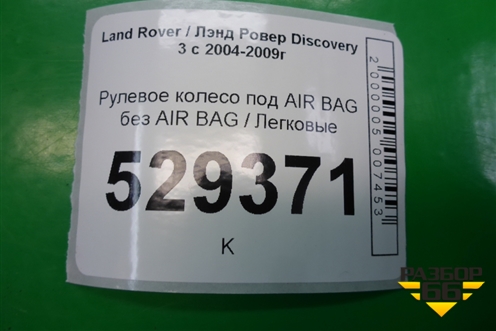 Land Rover / Лэнд Ровер Discovery
3 с 2004-2009г
Рулевое колесо под AIR BAG
без AIR BAG / Легковые
529371
К
2000005007453
РАЗБОР
66